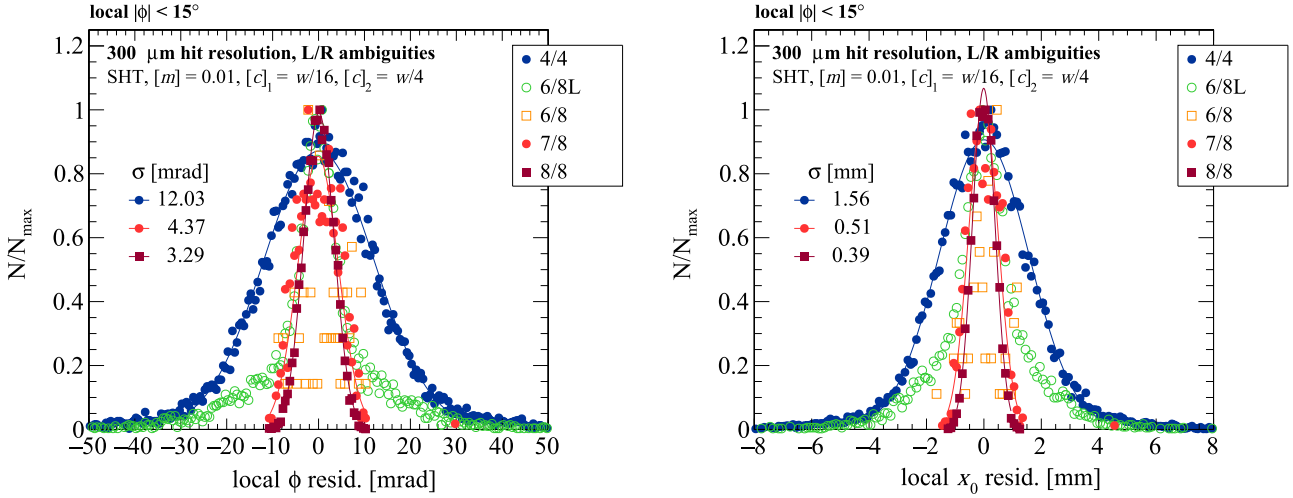 local |ϕ| < 15°
300 μm hit resolution, L/R ambiguities
SHT, [m] = 0.01, [c]₁ = w/16, [c]₂ = w/4
4/4
6/8L
6/8
7/8
8/8
σ [mrad]
12.03
4.37
3.29
N/Nmax
1
0.8
0.6
0.4
0.2
0
−50 −40 −30 −20 −10 0 10 20 30 40 50
local ϕ resid. [mrad]
local |ϕ| < 15°
300 μm hit resolution, L/R ambiguities
SHT, [m] = 0.01, [c]₁ = w/16, [c]₂ = w/4
4/4
6/8L
6/8
7/8
8/8
σ [mm]
1.56
0.51
0.39
N/Nmax
1.2
1
0.8
0.6
0.4
0.2
0
−8 −6 −4 −2 0 2 4 6 8
local x₀ resid. [mm]